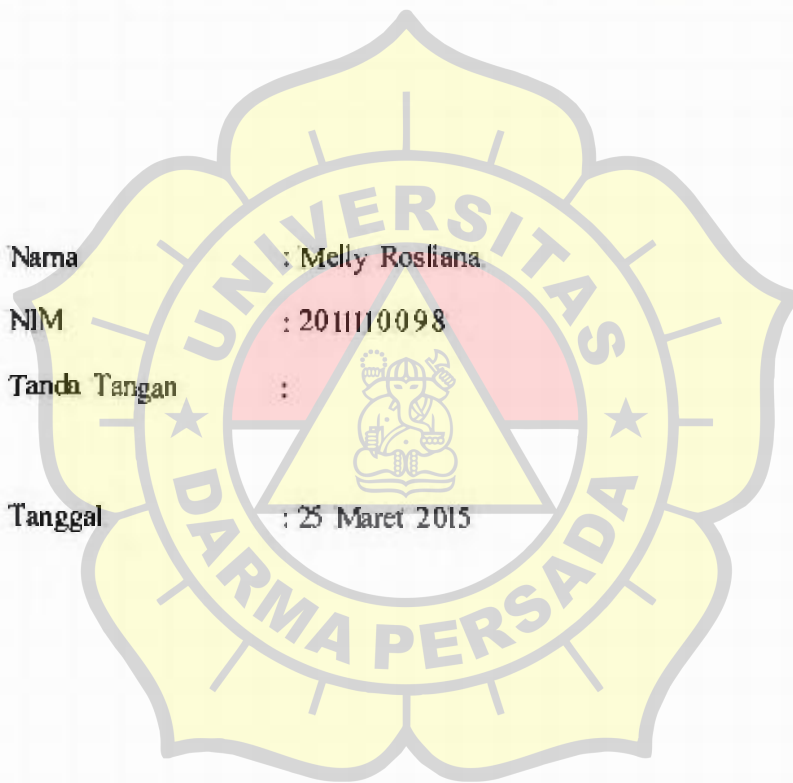 UNIVERSITAS
Nama : Melly Rosliana
NIM : 2011110098
Tanda Tangan :
Tanggal : 25 Maret 2015
DARMA PERSADA